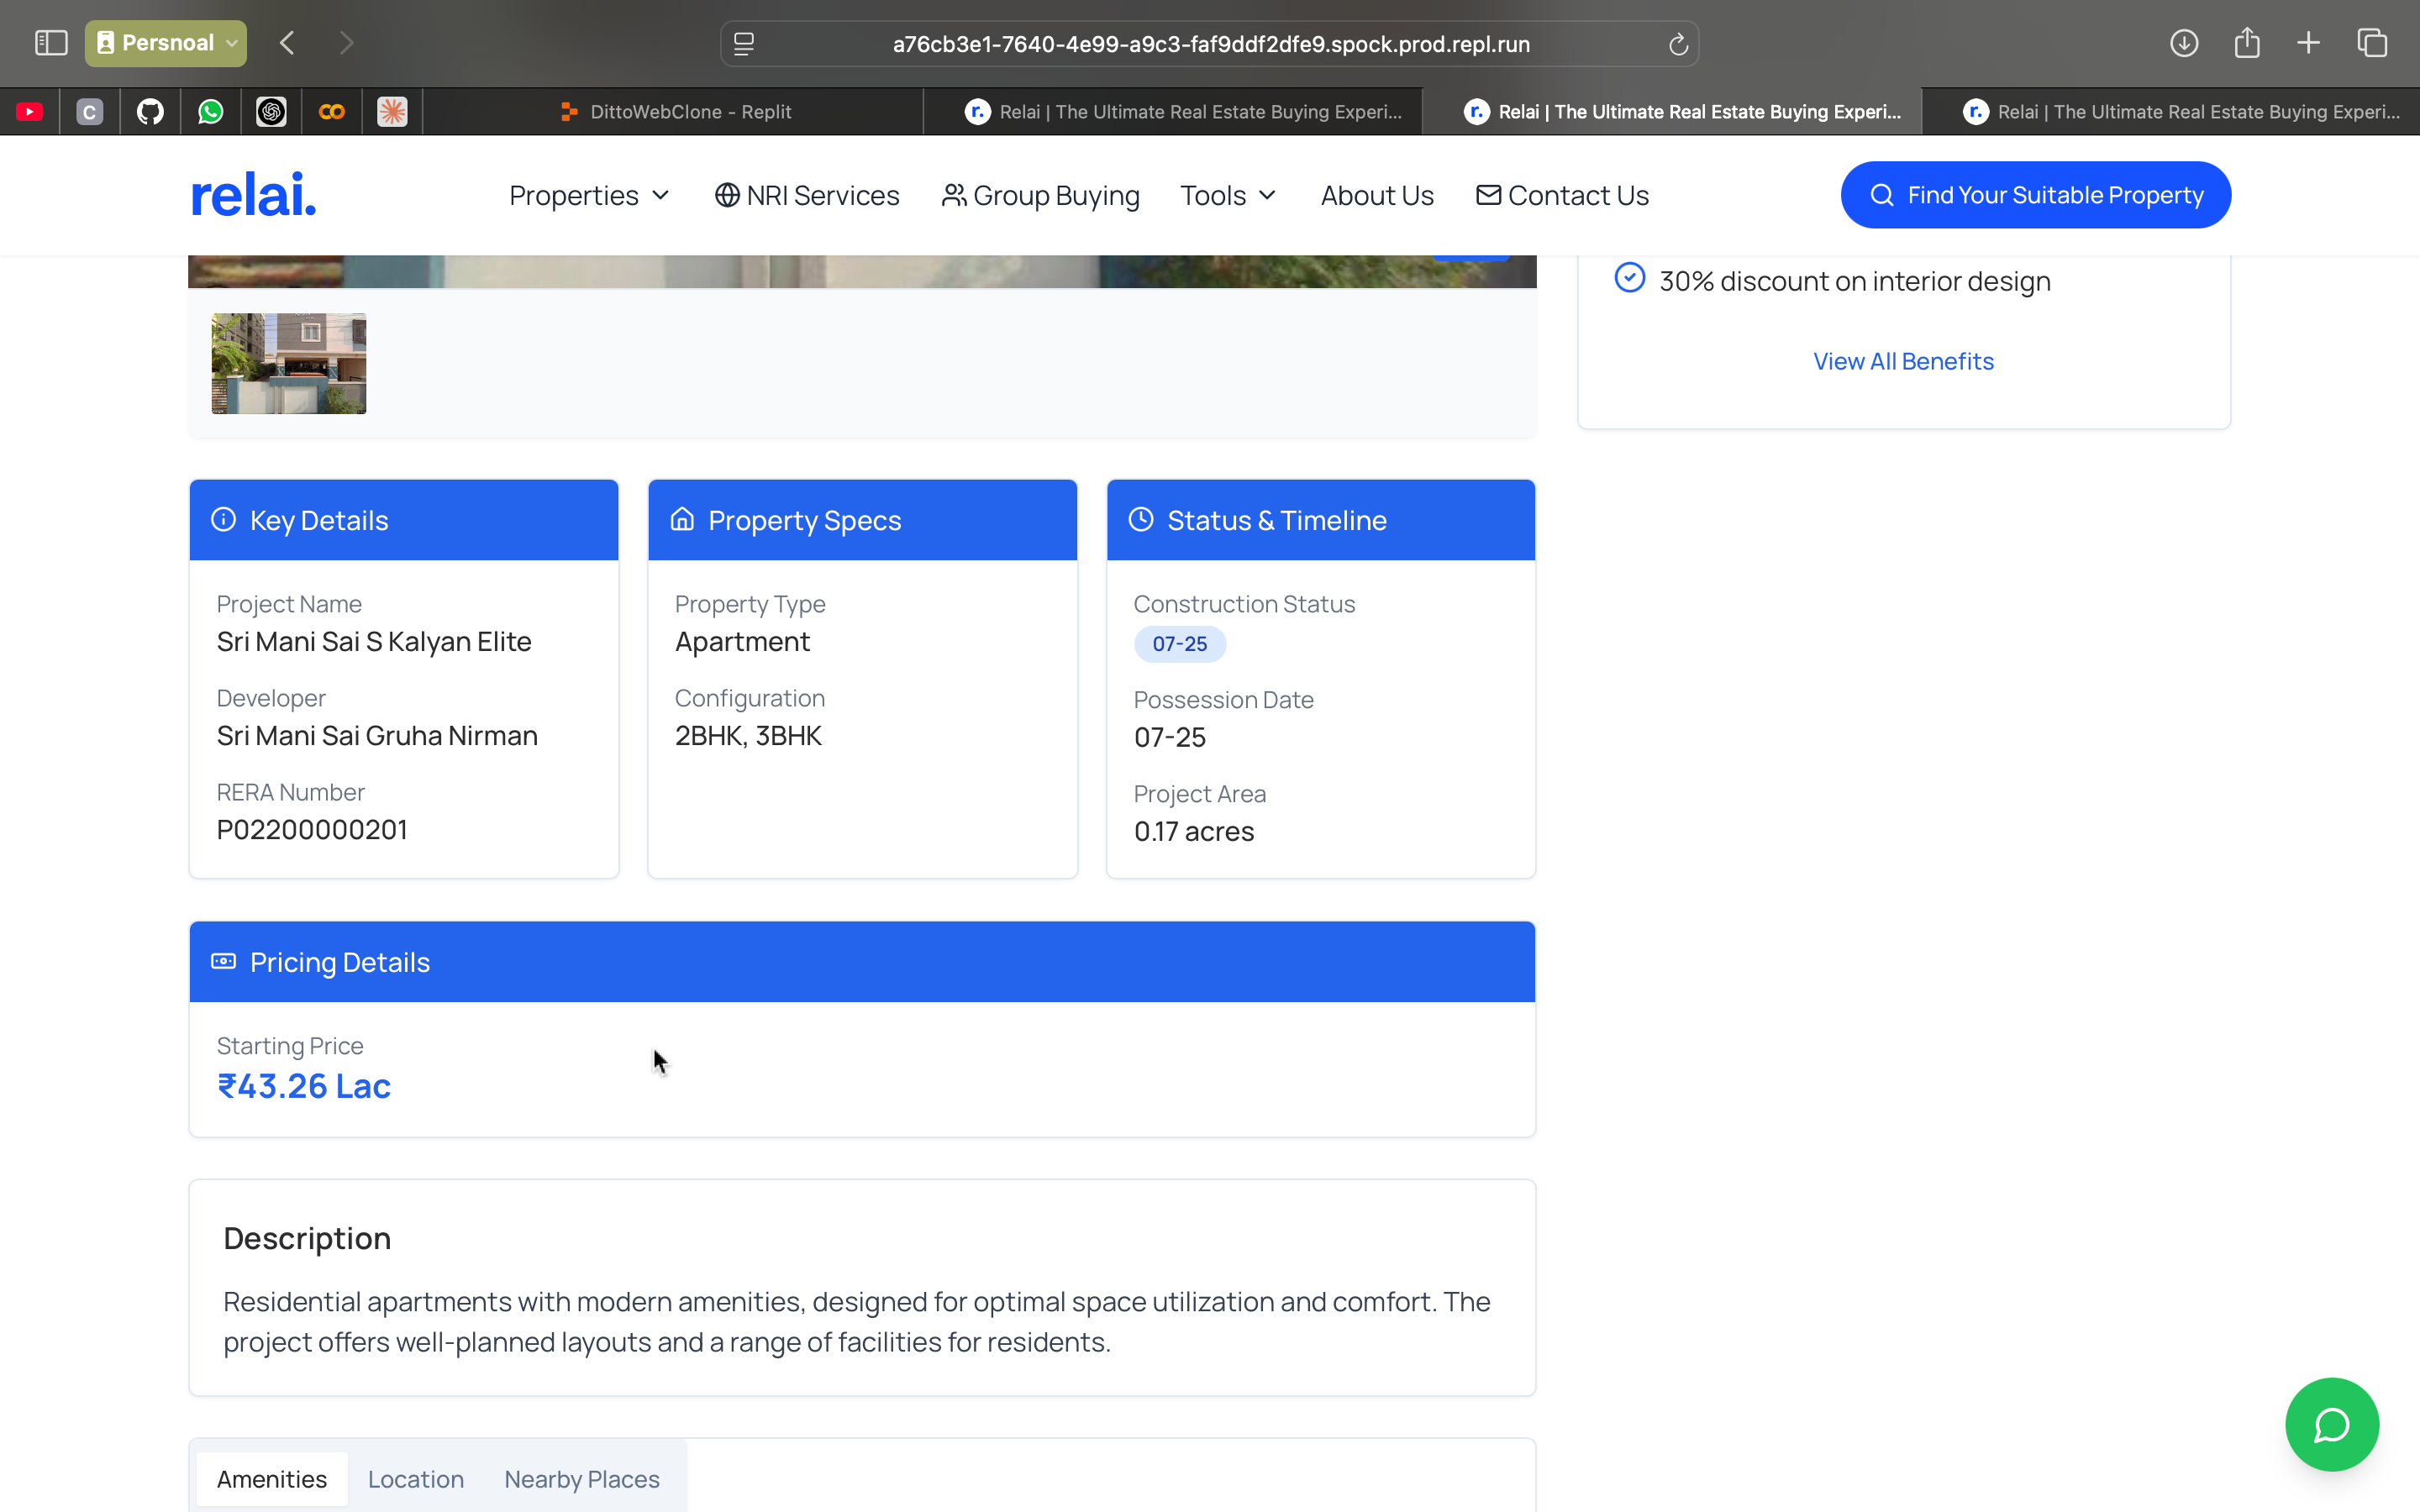 Persnoal
a76cb3e1-7640-4e99-a9c3-faf9ddf2dfe9.spock.prod.repl.run
C
DittoWebClone - Replit
r. Relai | The Ultimate Real Estate Buying Experi...
r. Relai | The Ultimate Real Estate Buying Experi...
r. Relai | The Ultimate Real Estate Buying Experi...
relai.
Properties
NRI Services
Group Buying
Tools
About Us
Contact Us
Find Your Suitable Property
30% discount on interior design
View All Benefits
Key Details
Project Name
Sri Mani Sai S Kalyan Elite
Developer
Sri Mani Sai Gruha Nirman
RERA Number
P02200000201
Property Specs
Property Type
Apartment
Configuration
2BHK, 3BHK
Status & Timeline
Construction Status
07-25
Possession Date
07-25
Project Area
0.17 acres
Pricing Details
Starting Price
₹43.26 Lac
Description
Residential apartments with modern amenities, designed for optimal space utilization and comfort. The
project offers well-planned layouts and a range of facilities for residents.
Amenities
Location
Nearby Places